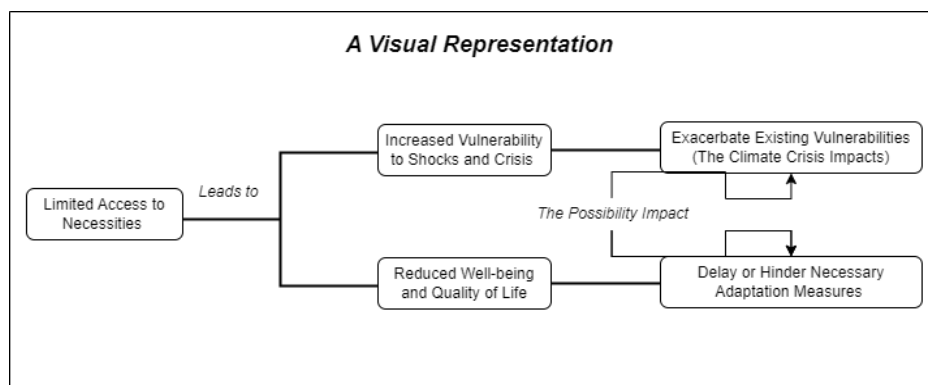 A Visual Representation
Increased Vulnerability
to Shocks and Crisis
Exacerbate Existing Vulnerabilities
(The Climate Crisis Impacts)
Leads to
Limited Access to
Necessities
The Possibility Impact
Reduced Well-being
and Quality of Life
Delay or Hinder Necessary
Adaptation Measures